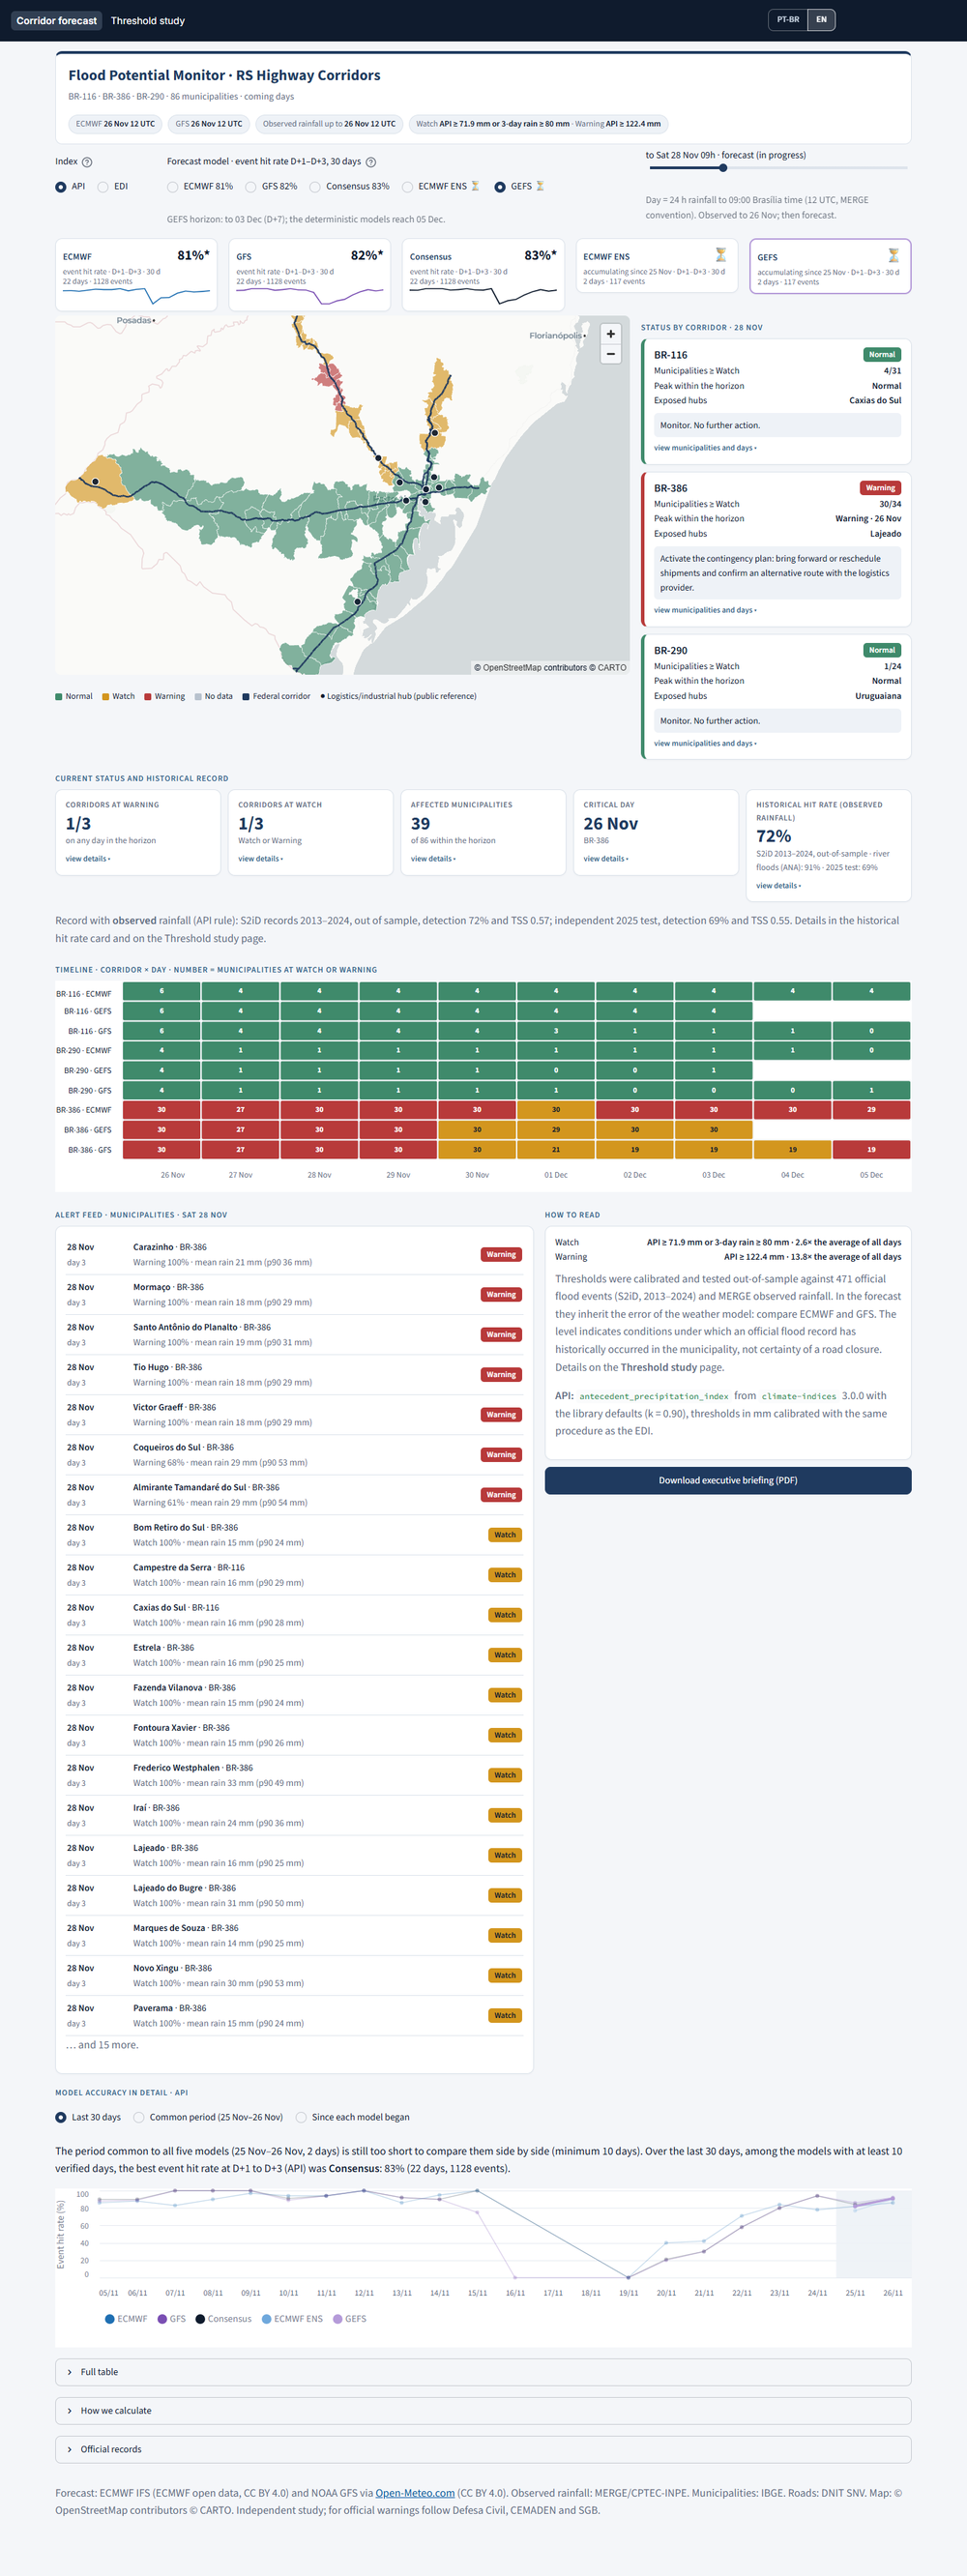 Corridor forecast
Threshold study
PT-BR
EN
Flood Potential Monitor · RS Highway Corridors
BR-116 · BR-386 · BR-290 · 86 municipalities · coming days
ECMWF 26 Nov 12 UTC
GFS 26 Nov 12 UTC
Observed rainfall up to 26 Nov 12 UTC
Watch API ≥ 71.9 mm or 3-day rain ≥ 80 mm · Warning API ≥ 122.4 mm
Index ?
API
EDI
Forecast model · event hit rate D+1–D+3, 30 days ?
ECMWF 81%
GFS 82%
Consensus 83%
ECMWF ENS ⏳
GEFS ⏳
GEFS horizon: to 03 Dec (D+7); the deterministic models reach 05 Dec.
to Sat 28 Nov 09h · forecast (in progress)
Day = 24 h rainfall to 09:00 Brasília time (12 UTC, MERGE
convention). Observed to 26 Nov; then forecast.
ECMWF 81%*
event hit rate · D+1–D+3 · 30 d
22 days · 1128 events
GFS 82%*
event hit rate · D+1–D+3 · 30 d
22 days · 1128 events
Consensus 83%*
event hit rate · D+1–D+3 · 30 d
22 days · 1128 events
ECMWF ENS ⏳
accumulating since 25 Nov · D+1–D+3 · 30 d
2 days · 117 events
GEFS ⏳
accumulating since 25 Nov · D+1–D+3 · 30 d
2 days · 117 events
Posadas
Florianópolis
+
−
© OpenStreetMap contributors © CARTO
Normal
Watch
Warning
No data
Federal corridor
Logistics/industrial hub (public reference)
STATUS BY CORRIDOR · 28 NOV
BR-116 Normal
Municipalities ≥ Watch 4/31
Peak within the horizon Normal
Exposed hubs Caxias do Sul
Monitor. No further action.
view municipalities and days
BR-386 Warning
Municipalities ≥ Watch 30/34
Peak within the horizon Warning · 26 Nov
Exposed hubs Lajeado
Activate the contingency plan: bring forward or reschedule
shipments and confirm an alternative route with the logistics
provider.
view municipalities and days
BR-290 Normal
Municipalities ≥ Watch 1/24
Peak within the horizon Normal
Exposed hubs Uruguaiana
Monitor. No further action.
view municipalities and days
CURRENT STATUS AND HISTORICAL RECORD
CORRIDORS AT WARNING
1/3
on any day in the horizon
view details
CORRIDORS AT WATCH
1/3
Watch or Warning
view details
AFFECTED MUNICIPALITIES
39
of 86 within the horizon
view details
CRITICAL DAY
26 Nov
BR-386
view details
HISTORICAL HIT RATE (OBSERVED
RAINFALL)
72%
S2iD 2013–2024, out-of-sample · river
floods (ANA): 91% · 2025 test: 69%
view details
Record with observed rainfall (API rule): S2iD records 2013–2024, out of sample, detection 72% and TSS 0.57; independent 2025 test, detection 69% and TSS 0.55. Details in the historical
hit rate card and on the Threshold study page.
TIMELINE · CORRIDOR × DAY · NUMBER = MUNICIPALITIES AT WATCH OR WARNING
BR-116 · ECMWF 6 4 4 4 4 4 4 4 4 4
BR-116 · GEFS 6 4 4 4 4 4 4 4
BR-116 · GFS 6 4 4 4 4 3 1 1 1 0
BR-290 · ECMWF 4 1 1 1 1 1 1 1 1 0
BR-290 · GEFS 4 1 1 1 1 0 0 1
BR-290 · GFS 4 1 1 1 1 1 0 0 0 1
BR-386 · ECMWF 30 27 30 30 30 30 30 30 30 29
BR-386 · GEFS 30 27 30 30 30 29 30 30
BR-386 · GFS 30 27 30 30 30 21 19 19 19 19
26 Nov 27 Nov 28 Nov 29 Nov 30 Nov 01 Dec 02 Dec 03 Dec 04 Dec 05 Dec
ALERT FEED · MUNICIPALITIES · SAT 28 NOV
28 Nov Carazinho · BR-386 Warning
day 3 Warning 100% · mean rain 21 mm (p90 36 mm)
28 Nov Mormaço · BR-386 Warning
day 3 Warning 100% · mean rain 18 mm (p90 29 mm)
28 Nov Santo Antônio do Planalto · BR-386 Warning
day 3 Warning 100% · mean rain 19 mm (p90 31 mm)
28 Nov Tio Hugo · BR-386 Warning
day 3 Warning 100% · mean rain 18 mm (p90 29 mm)
28 Nov Victor Graeff · BR-386 Warning
day 3 Warning 100% · mean rain 18 mm (p90 29 mm)
28 Nov Coqueiros do Sul · BR-386 Warning
day 3 Warning 68% · mean rain 29 mm (p90 53 mm)
28 Nov Almirante Tamandaré do Sul · BR-386 Warning
day 3 Warning 61% · mean rain 29 mm (p90 54 mm)
28 Nov Bom Retiro do Sul · BR-386 Watch
day 3 Watch 100% · mean rain 15 mm (p90 24 mm)
28 Nov Campestre da Serra · BR-116 Watch
day 3 Watch 100% · mean rain 16 mm (p90 29 mm)
28 Nov Caxias do Sul · BR-116 Watch
day 3 Watch 100% · mean rain 16 mm (p90 28 mm)
28 Nov Estrela · BR-386 Watch
day 3 Watch 100% · mean rain 16 mm (p90 25 mm)
28 Nov Fazenda Vilanova · BR-386 Watch
day 3 Watch 100% · mean rain 15 mm (p90 24 mm)
28 Nov Fontoura Xavier · BR-386 Watch
day 3 Watch 100% · mean rain 15 mm (p90 26 mm)
28 Nov Frederico Westphalen · BR-386 Watch
day 3 Watch 100% · mean rain 33 mm (p90 49 mm)
28 Nov Iraí · BR-386 Watch
day 3 Watch 100% · mean rain 24 mm (p90 36 mm)
28 Nov Lajeado · BR-386 Watch
day 3 Watch 100% · mean rain 16 mm (p90 25 mm)
28 Nov Lajeado do Bugre · BR-386 Watch
day 3 Watch 100% · mean rain 31 mm (p90 50 mm)
28 Nov Marques de Souza · BR-386 Watch
day 3 Watch 100% · mean rain 14 mm (p90 25 mm)
28 Nov Novo Xingu · BR-386 Watch
day 3 Watch 100% · mean rain 30 mm (p90 53 mm)
28 Nov Paverama · BR-386 Watch
day 3 Watch 100% · mean rain 15 mm (p90 24 mm)
… and 15 more.
HOW TO READ
Watch API ≥ 71.9 mm or 3-day rain ≥ 80 mm · 2.6× the average of all days
Warning API ≥ 122.4 mm · 13.8× the average of all days
Thresholds were calibrated and tested out-of-sample against 471 official
flood events (S2iD, 2013–2024) and MERGE observed rainfall. In the forecast
they inherit the error of the weather model: compare ECMWF and GFS. The
level indicates conditions under which an official flood record has
historically occurred in the municipality, not certainty of a road closure.
Details on the Threshold study page.
API: antecedent_precipitation_index from climate-indices 3.0.0 with
the library defaults (k = 0.90), thresholds in mm calibrated with the same
procedure as the EDI.
Download executive briefing (PDF)
MODEL ACCURACY IN DETAIL · API
Last 30 days
Common period (25 Nov–26 Nov)
Since each model began
The period common to all five models (25 Nov–26 Nov, 2 days) is still too short to compare them side by side (minimum 10 days). Over the last 30 days, among the models with at least 10
verified days, the best event hit rate at D+1 to D+3 (API) was Consensus: 83% (22 days, 1128 events).
Event hit rate (%)
100
80
60
40
20
0
05/11 06/11 07/11 08/11 09/11 10/11 11/11 12/11 13/11 14/11 15/11 16/11 17/11 18/11 19/11 20/11 21/11 22/11 23/11 24/11 25/11 26/11
ECMWF
GFS
Consensus
ECMWF ENS
GEFS
Full table
How we calculate
Official records
Forecast: ECMWF IFS (ECMWF open data, CC BY 4.0) and NOAA GFS via Open-Meteo.com (CC BY 4.0). Observed rainfall: MERGE/CPTEC-INPE. Municipalities: IBGE. Roads: DNIT SNV. Map: ©
OpenStreetMap contributors © CARTO. Independent study; for official warnings follow Defesa Civil, CEMADEN and SGB.